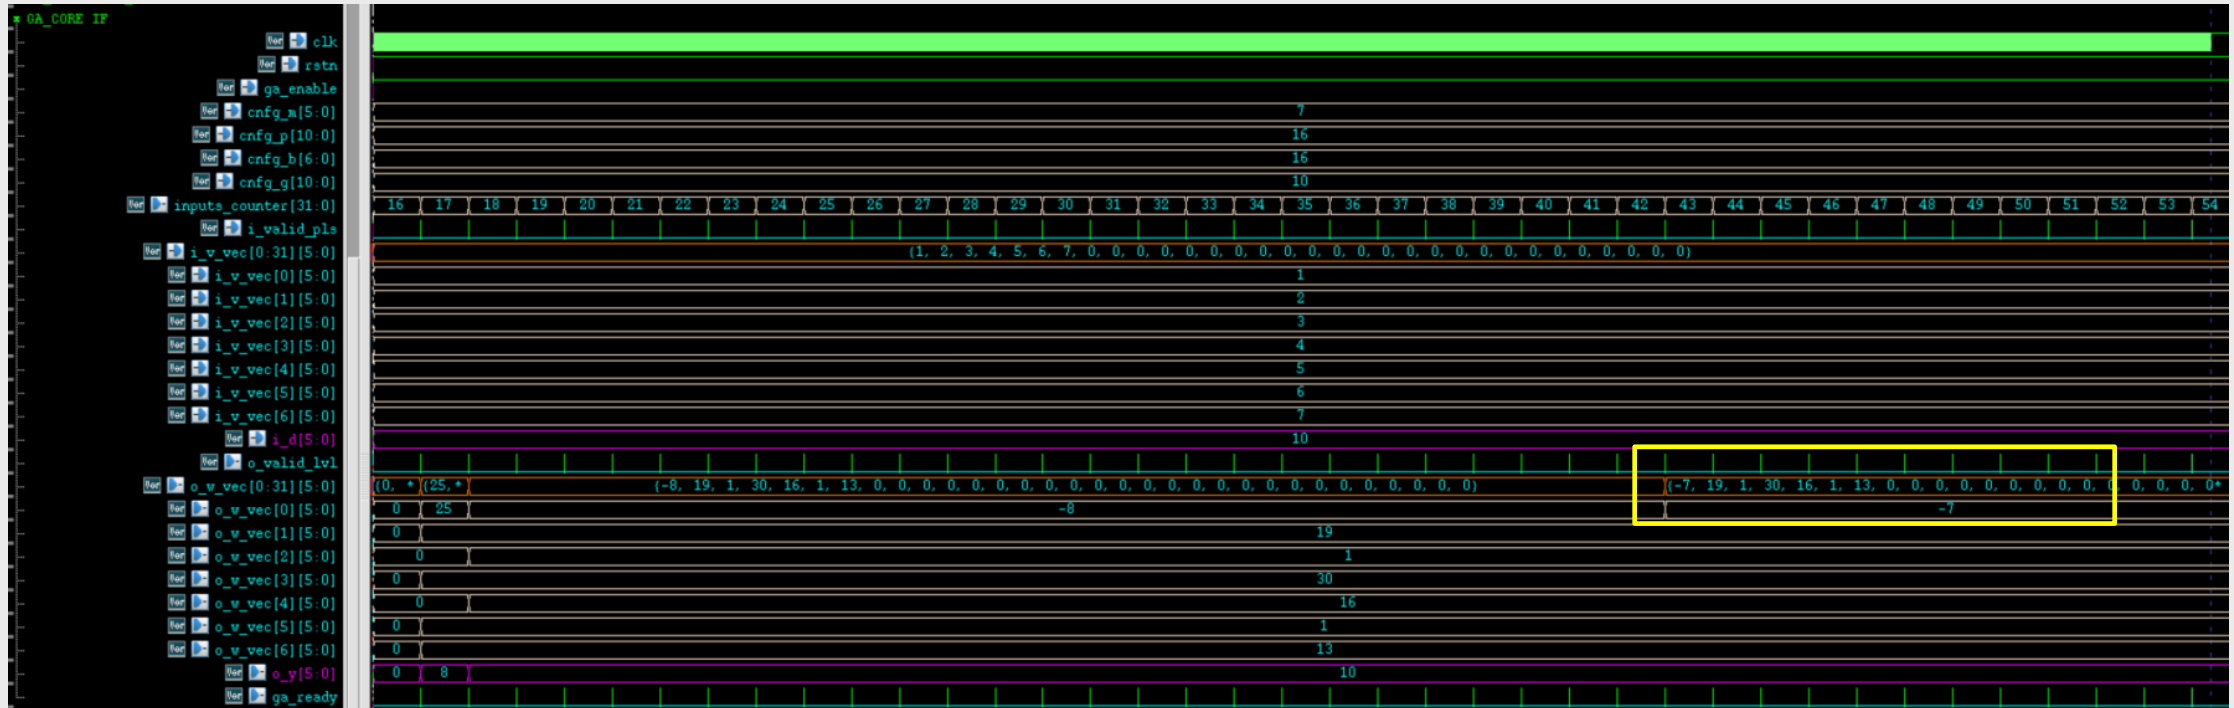 GA_CORE IF
clk
rstn
ga_enable
cnfg_m[5:0] 7
cnfg_p[10:0] 16
cnfg_b[6:0] 16
cnfg_g[10:0] 10
inputs_counter[31:0] 16 17 18 19 20 21 22 23 24 25 26 27 28 29 30 31 32 33 34 35 36 37 38 39 40 41 42 43 44 45 46 47 48 49 50 51 52 53 54
i_valid_pls
i_v_vec[0:31][5:0] (1, 2, 3, 4, 5, 6, 7, 0, 0, 0, 0, 0, 0, 0, 0, 0, 0, 0, 0, 0, 0, 0, 0, 0, 0, 0, 0, 0, 0, 0, 0, 0)
i_v_vec[0][5:0] 1
i_v_vec[1][5:0] 2
i_v_vec[2][5:0] 3
i_v_vec[3][5:0] 4
i_v_vec[4][5:0] 5
i_v_vec[5][5:0] 6
i_v_vec[6][5:0] 7
i_d[5:0] 10
o_valid_lvl
o_w_vec[0:31][5:0] (0, * (25,* (-8, 19, 1, 30, 16, 1, 13, 0, 0, 0, 0, 0, 0, 0, 0, 0, 0, 0, 0, 0, 0, 0, 0, 0, 0, 0, 0, 0, 0, 0, 0, 0) (-7, 19, 1, 30, 16, 1, 13, 0, 0, 0, 0, 0, 0, 0, 0, 0, 0, 0, 0, 0, 0*
o_w_vec[0][5:0] 0 25 -8 -7
o_w_vec[1][5:0] 0 19
o_w_vec[2][5:0] 0 1
o_w_vec[3][5:0] 0 30
o_w_vec[4][5:0] 0 16
o_w_vec[5][5:0] 0 1
o_w_vec[6][5:0] 0 13
o_y[5:0] 0 8 10
ga_ready